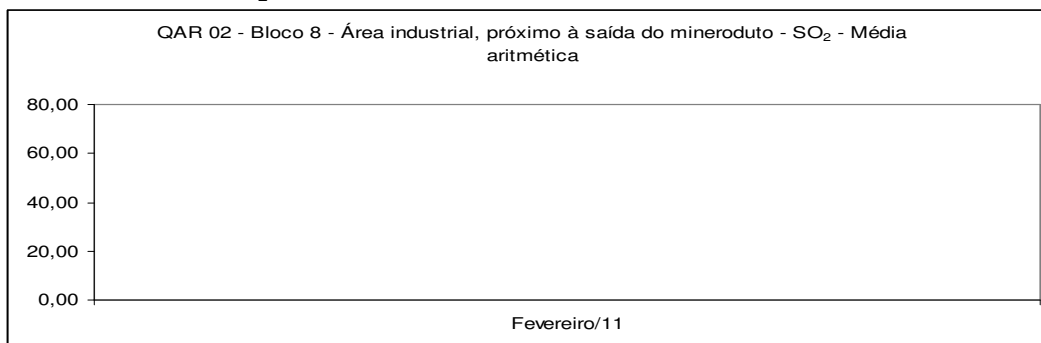 QAR 02 - Bloco 8 - Área industrial, próximo à saída do mineroduto - SO₂ - Média
aritmética
80,00
60,00
40,00
20,00
0,00
Fevereiro/11